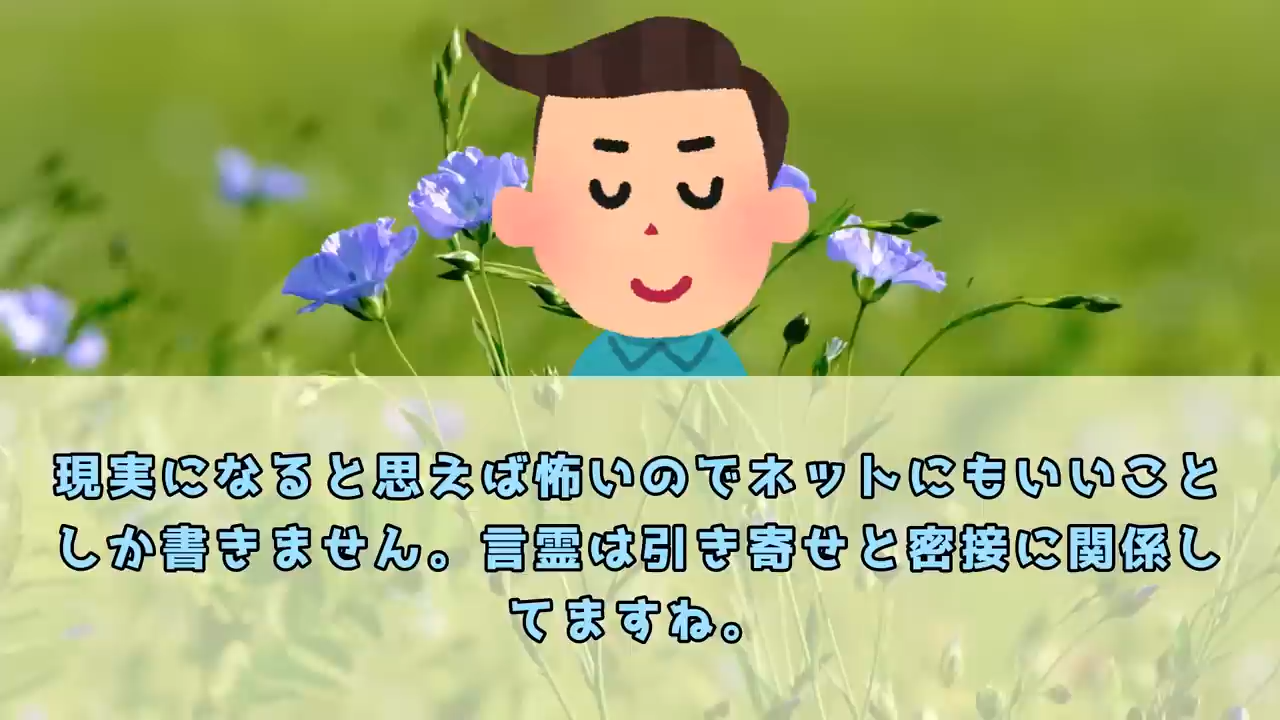 現実になると思えば怖いのでネットにもいいこと
しか書きません。言霊は引き寄せと密接に関係し
てますね。